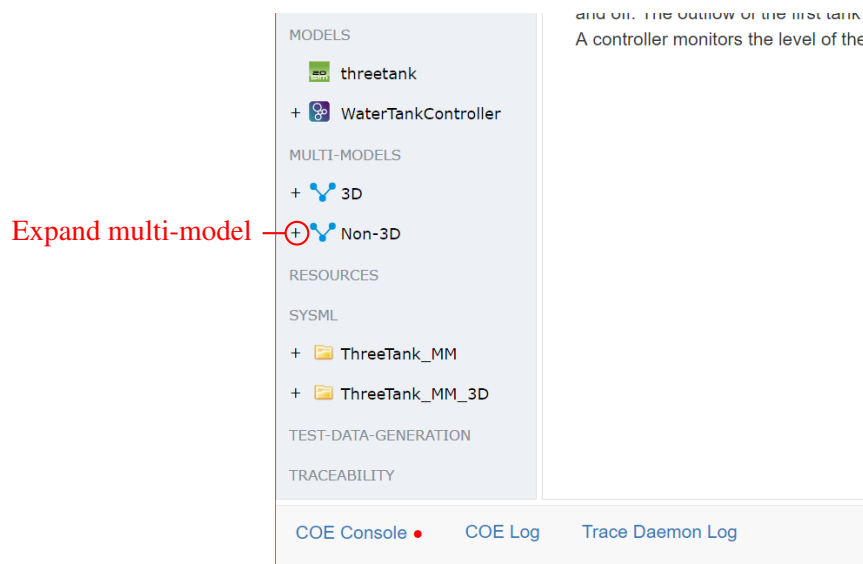 and off. The outflow of the first tank
MODELS
A controller monitors the level of the
threetank
+ WaterTankController
MULTI-MODELS
+ 3D
Expand multi-model
+ Non-3D
RESOURCES
SYSML
+ ThreeTank_MM
+ ThreeTank_MM_3D
TEST-DATA-GENERATION
TRACEABILITY
COE Console COE Log Trace Daemon Log